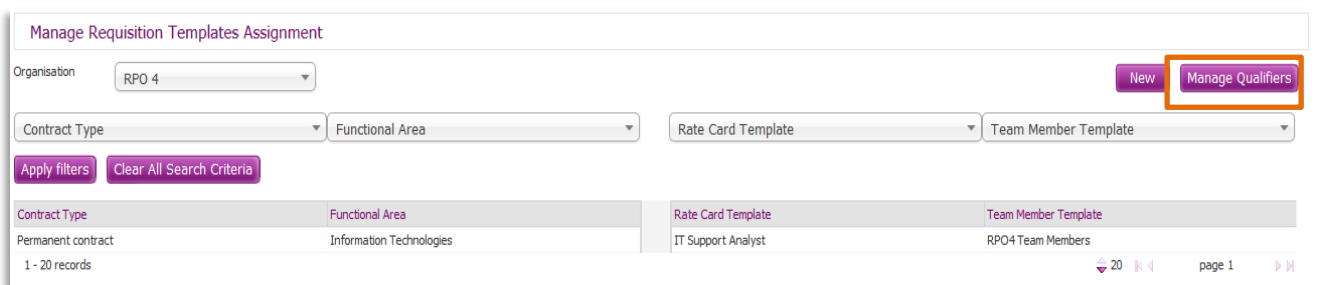 Manage Requisition Templates Assignment
Organisation RPO 4 New Manage Qualifiers
Contract Type Functional Area Rate Card Template Team Member Template
Apply filters Clear All Search Criteria
Contract Type Functional Area Rate Card Template Team Member Template
Permanent contract Information Technologies IT Support Analyst RPO4 Team Members
1 - 20 records 20 page 1